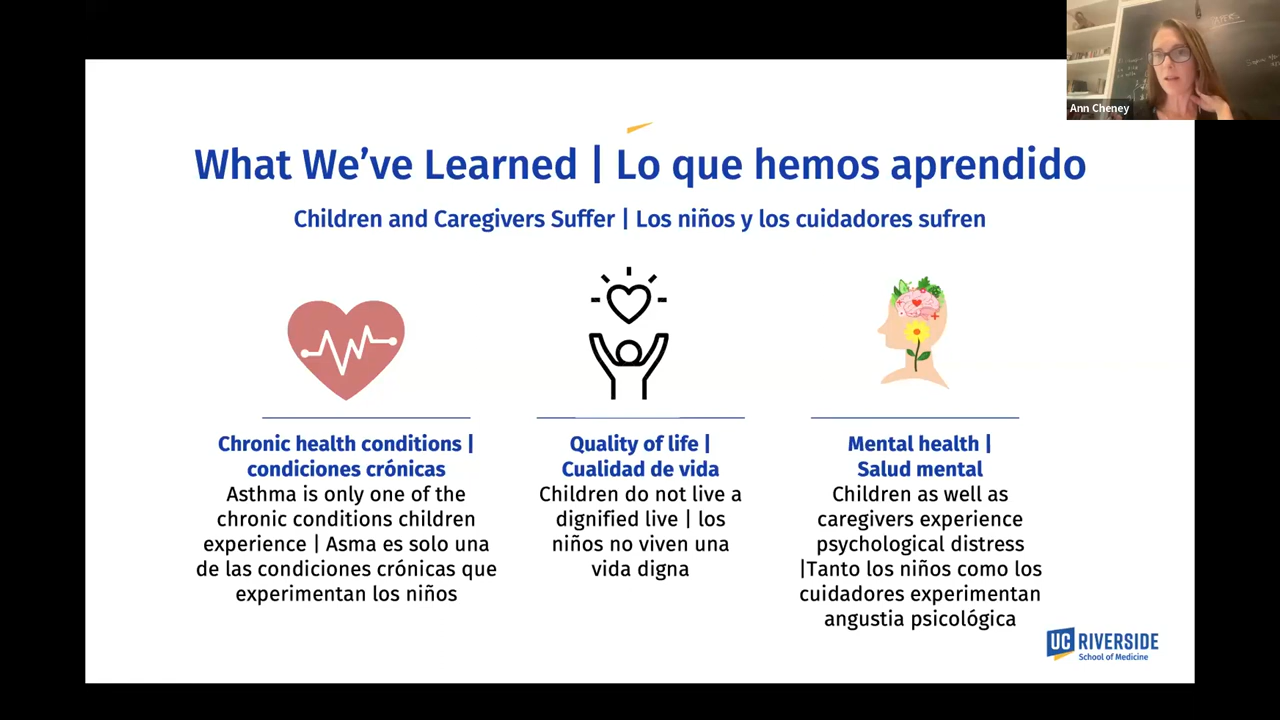 Ann Cheney
What We've Learned | Lo que hemos aprendido
Children and Caregivers Suffer | Los niños y los cuidadores sufren
Chronic health conditions |
condiciones crónicas
Asthma is only one of the
chronic conditions children
experience | Asma es solo una
de las condiciones crónicas que
experimentan los niños
Quality of life |
Cualidad de vida
Children do not live a
dignified live | los
niños no viven una
vida digna
Mental health |
Salud mental
Children as well as
caregivers experience
psychological distress
|Tanto los niños como los
cuidadores experimentan
angustia psicológica
UC RIVERSIDE
School of Medicine